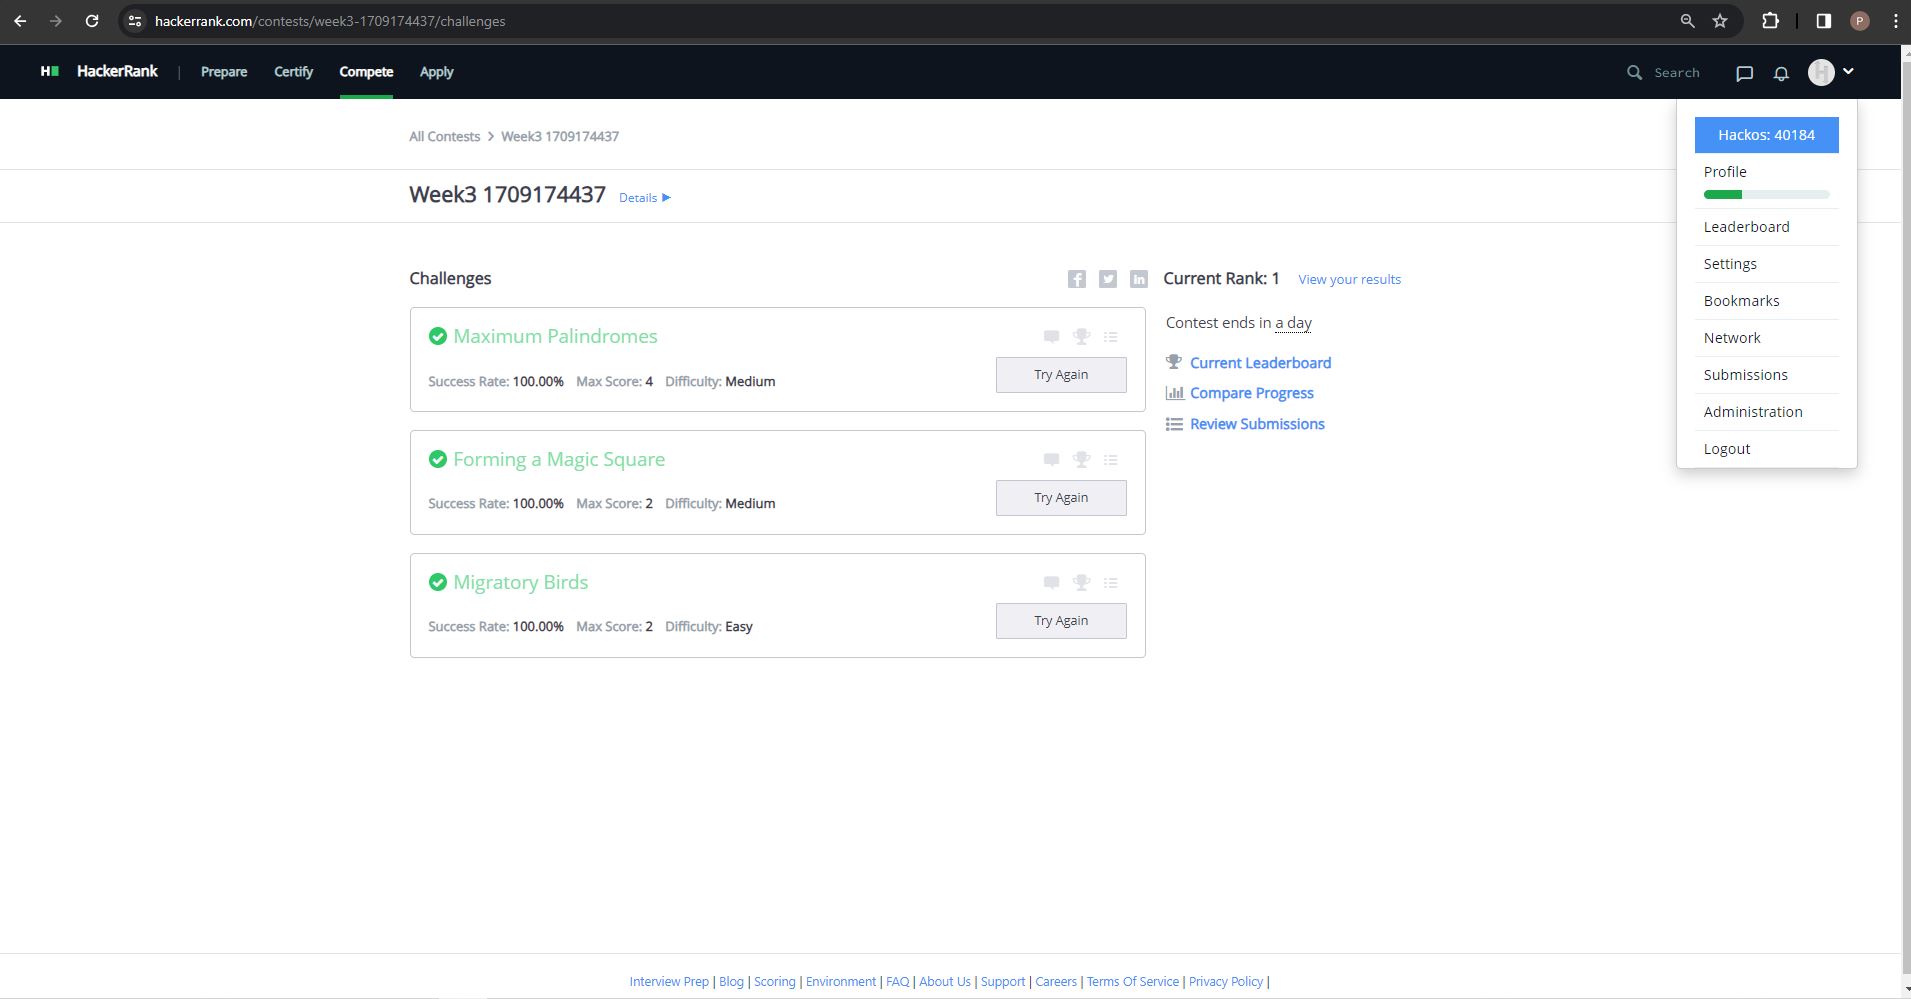 hackerrank.com/contests/week3-1709174437/challenges
P
H
HackerRank | Prepare Certify Compete Apply
Search
H
All Contests > Week3 1709174437
Week3 1709174437 Details ▶
Hackos: 40184
Profile
Leaderboard
Settings
Bookmarks
Network
Submissions
Administration
Logout
Challenges
f
in
Maximum Palindromes
Success Rate: 100.00% Max Score: 4 Difficulty: Medium
Try Again
Forming a Magic Square
Success Rate: 100.00% Max Score: 2 Difficulty: Medium
Try Again
Migratory Birds
Success Rate: 100.00% Max Score: 2 Difficulty: Easy
Try Again
Current Rank: 1 View your results
Contest ends in a day
Current Leaderboard
Compare Progress
Review Submissions
Interview Prep | Blog | Scoring | Environment | FAQ | About Us | Support | Careers | Terms Of Service | Privacy Policy |